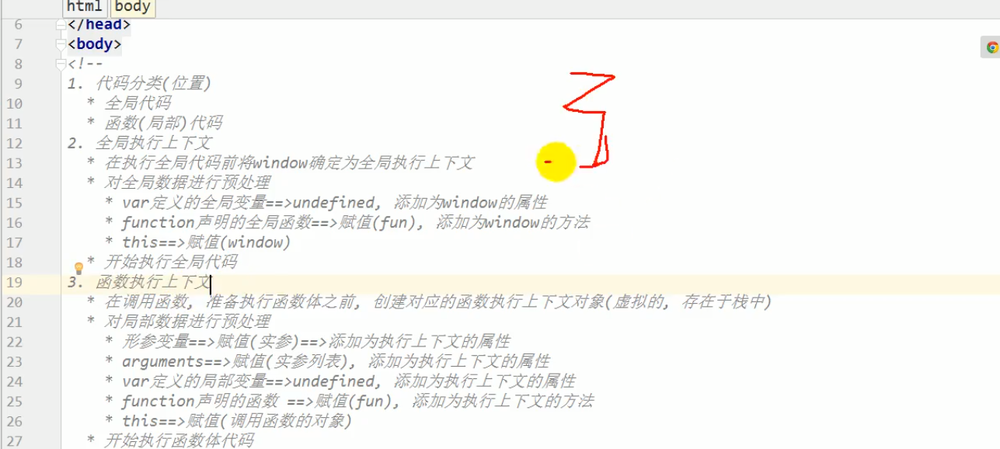 html body
6 </head>
7 <body>
8 <!--
9 1. 代码分类(位置)
10 * 全局代码
11 * 函数(局部)代码
12 2. 全局执行上下文
13 * 在执行全局代码前将window确定为全局执行上下文
14 * 对全局数据进行预处理
15 * var定义的全局变量==>undefined, 添加为window的属性
16 * function声明的全局函数==>赋值(fun), 添加为window的方法
17 * this==>赋值(window)
18 * 开始执行全局代码
19 3. 函数执行上下文
20 * 在调用函数, 准备执行函数体之前, 创建对应的函数执行上下文对象(虚拟的, 存在于栈中)
21 * 对局部数据进行预处理
22 * 形参变量==>赋值(实参)==>添加为执行上下文的属性
23 * arguments==>赋值(实参列表), 添加为执行上下文的属性
24 * var定义的局部变量==>undefined, 添加为执行上下文的属性
25 * function声明的函数 ==>赋值(fun), 添加为执行上下文的方法
26 * this==>赋值(调用函数的对象)
27 * 开始执行函数体代码